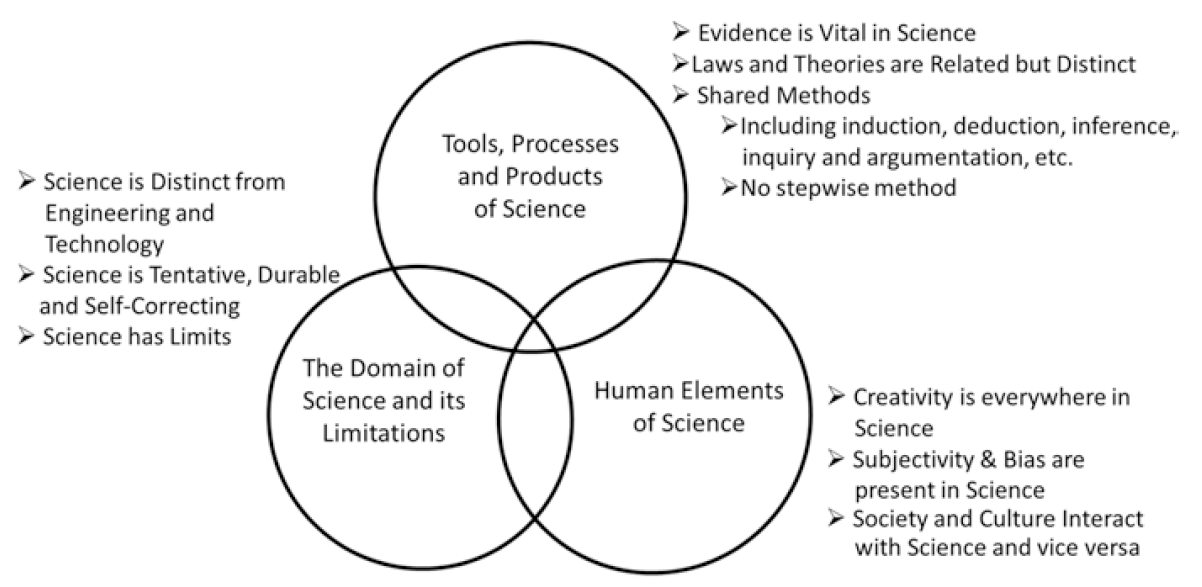 ➢ Evidence is Vital in Science
➢Laws and Theories are Related but Distinct
➢ Shared Methods
➢Including induction, deduction, inference,
inquiry and argumentation, etc.
➢No stepwise method
Tools, Processes
and Products
of Science
➢ Science is Distinct from
Engineering and
Technology
➢ Science is Tentative, Durable
and Self-Correcting
➢ Science has Limits
The Domain of
Science and its
Limitations
Human Elements
of Science
➢ Creativity is everywhere in
Science
➢ Subjectivity & Bias are
present in Science
➢ Society and Culture Interact
with Science and vice versa